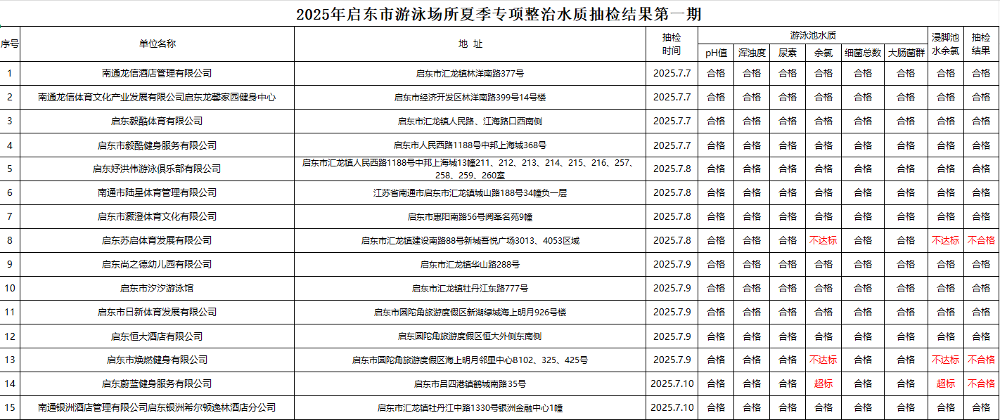 2025年启东市游泳场所夏季专项整治水质抽检结果第一期
序号 单位名称 地 址 抽检时间 游泳池水质 浸脚池水余氯 抽检结果
pH值 浑浊度 尿素 余氯 细菌总数 大肠菌群
1 南通龙信酒店管理有限公司 启东市汇龙镇林洋南路377号 2025.7.7 合格 合格 合格 合格 合格 合格 合格 合格
2 南通龙信体育文化产业发展有限公司启东龙馨家园健身中心 启东市经济开发区林洋南路399号14号楼 2025.7.7 合格 合格 合格 合格 合格 合格 合格 合格
3 启东毅酷体育有限公司 启东市汇龙镇人民路、江海路口西南侧 2025.7.7 合格 合格 合格 合格 合格 合格 合格 合格
4 启东市毅酷健身服务有限公司 启东市人民西路1188号中邦上海城368号 2025.7.7 合格 合格 合格 合格 合格 合格 合格 合格
5 启东妤洪伟游泳俱乐部有限公司 启东市汇龙镇人民西路1188号中邦上海城13幢211、212、213、214、215、216、257、258、259、260室 2025.7.8 合格 合格 合格 合格 合格 合格 合格 合格
6 南通市陆星体育管理有限公司 江苏省南通市启东市汇龙镇城山路188号34幢负一层 2025.7.8 合格 合格 合格 合格 合格 合格 合格 合格
7 启东市灏澄体育文化有限公司 启东市惠阳南路56号阅峯名苑9幢 2025.7.8 合格 合格 合格 合格 合格 合格 合格 合格
8 启东苏启体育发展有限公司 启东市汇龙镇建设南路88号新城吾悦广场3013、4053区域 2025.7.8 合格 合格 合格 不达标 合格 合格 不达标 不合格
9 启东尚之德幼儿园有限公司 启东市汇龙镇华山路288号 2025.7.9 合格 合格 合格 合格 合格 合格 合格 合格
10 启东市汐汐游泳馆 启东市汇龙镇牡丹江东路777号 2025.7.9 合格 合格 合格 合格 合格 合格 合格 合格
11 启东市日新体育发展有限公司 启东市圆陀角旅游度假区新湖绿城海上明月926号楼 2025.7.9 合格 合格 合格 合格 合格 合格 合格 合格
12 启东恒大酒店有限公司 启东圆陀角旅游度假区恒大外侧东南侧 2025.7.9 合格 合格 合格 合格 合格 合格 合格 合格
13 启东市焕燃健身有限公司 启东市圆陀角旅游度假区海上明月邻里中心B102、325、425号 2025.7.9 合格 合格 合格 不达标 合格 合格 不达标 不合格
14 启东蔚蓝健身服务有限公司 启东市吕四港镇鹤城南路35号 2025.7.10 合格 合格 合格 超标 合格 合格 超标 不合格
15 南通银洲酒店管理有限公司启东银洲希尔顿逸林酒店分公司 启东市汇龙镇牡丹江中路1330号银洲金融中心1幢 2025.7.10 合格 合格 合格 合格 合格 合格 合格 合格